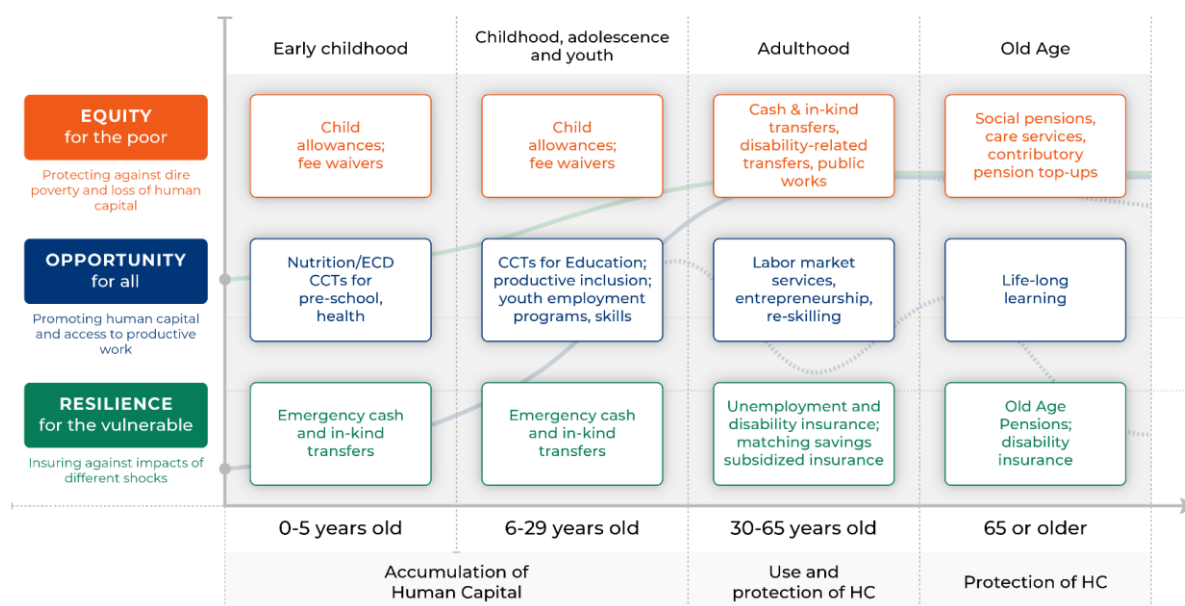 Early childhood
Childhood, adolescence
and youth
Adulthood
Old Age
EQUITY
for the poor
Protecting against dire
poverty and loss of human
capital
Child
allowances;
fee waivers
Child
allowances;
fee waivers
Cash & in-kind
transfers,
disability-related
transfers, public
works
Social pensions,
care services,
contributory
pension top-ups
OPPORTUNITY
for all
Promoting human capital
and access to productive
work
Nutrition/ECD
CCTs for
pre-school,
health
CCTs for Education;
productive inclusion;
youth employment
programs, skills
Labor market
services,
entrepreneurship,
re-skilling
Life-long
learning
RESILIENCE
for the vulnerable
Insuring against impacts of
different shocks
Emergency cash
and in-kind
transfers
Emergency cash
and in-kind
transfers
Unemployment and
disability insurance;
matching savings
subsidized insurance
Old Age
Pensions;
disability
insurance
0-5 years old
6-29 years old
30-65 years old
65 or older
Accumulation of
Human Capital
Use and
protection of HC
Protection of HC